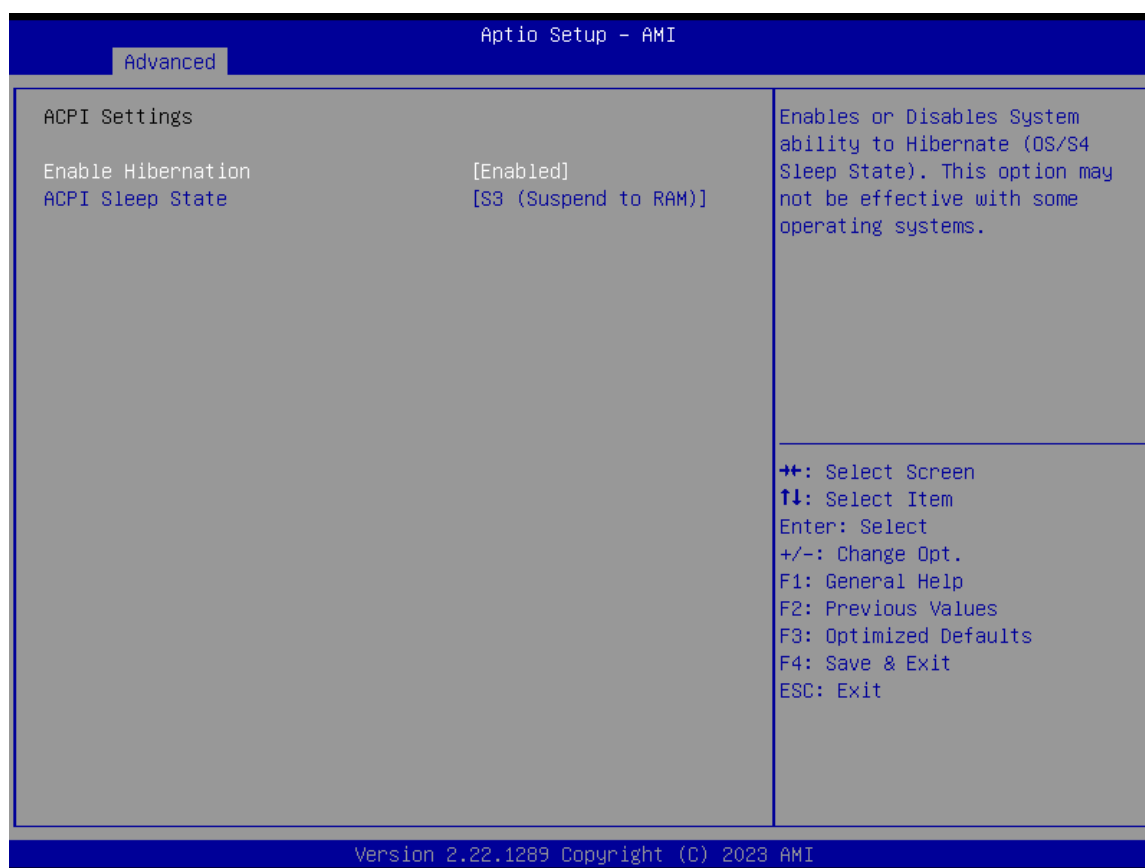 Aptio Setup - AMI
Advanced
ACPI Settings
Enable Hibernation [Enabled]
ACPI Sleep State [S3 (Suspend to RAM)]
Enables or Disables System
ability to Hibernate (OS/S4
Sleep State). This option may
not be effective with some
operating systems.
→←: Select Screen
↑↓: Select Item
Enter: Select
+/-: Change Opt.
F1: General Help
F2: Previous Values
F3: Optimized Defaults
F4: Save & Exit
ESC: Exit
Version 2.22.1289 Copyright (C) 2023 AMI